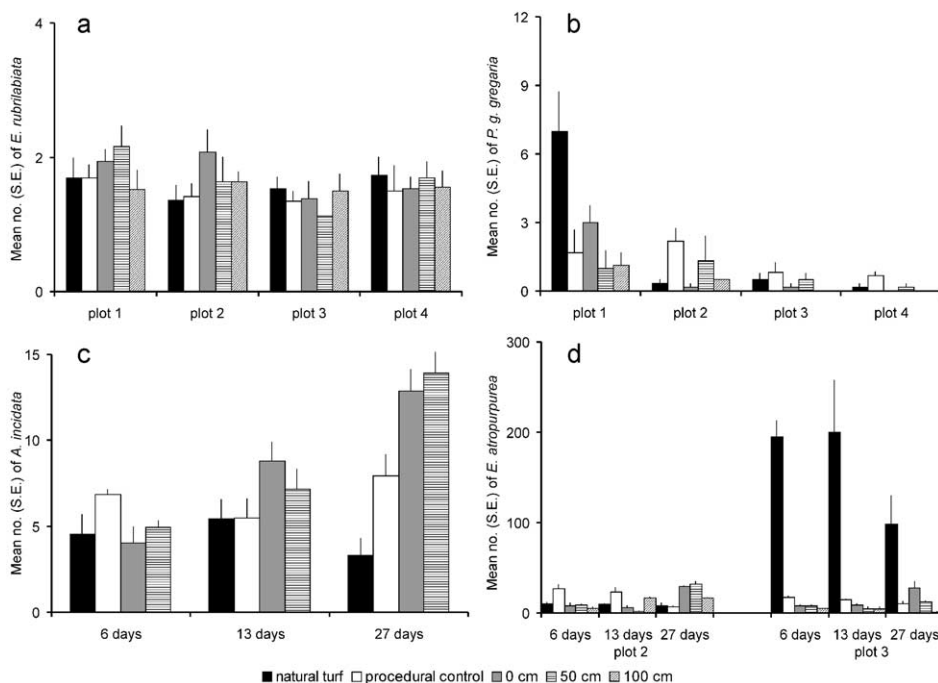 a
b
4
2
0
Mean no. (S.E.) of E. rubrilabiata
plot 1 plot 2 plot 3 plot 4
12
9
6
3
0
Mean no. (S.E.) of P. g. gregaria
plot 1 plot 2 plot 3 plot 4
c
d
15
10
5
0
Mean no. (S.E.) of A. incidata
6 days 13 days 27 days
300
200
100
0
Mean no. (S.E.) of E. atropurpurea
6 days 13 days 27 days 6 days 13 days 27 days
plot 2 plot 3
natural turf procedural control 0 cm 50 cm 100 cm